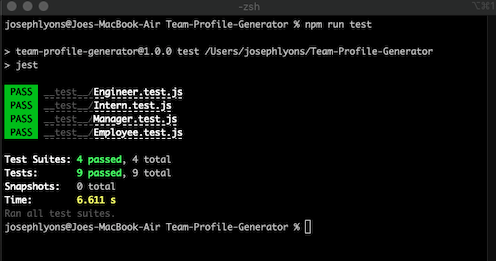 -zsh
⌥⌘1
josephlyons@Joes-MacBook-Air Team-Profile-Generator % npm run test
> team-profile-generator@1.0.0 test /Users/josephlyons/Team-Profile-Generator
> jest
PASS __test__/Engineer.test.js
PASS __test__/Intern.test.js
PASS __test__/Manager.test.js
PASS __test__/Employee.test.js
Test Suites: 4 passed, 4 total
Tests: 9 passed, 9 total
Snapshots: 0 total
Time: 6.611 s
Ran all test suites.
josephlyons@Joes-MacBook-Air Team-Profile-Generator %